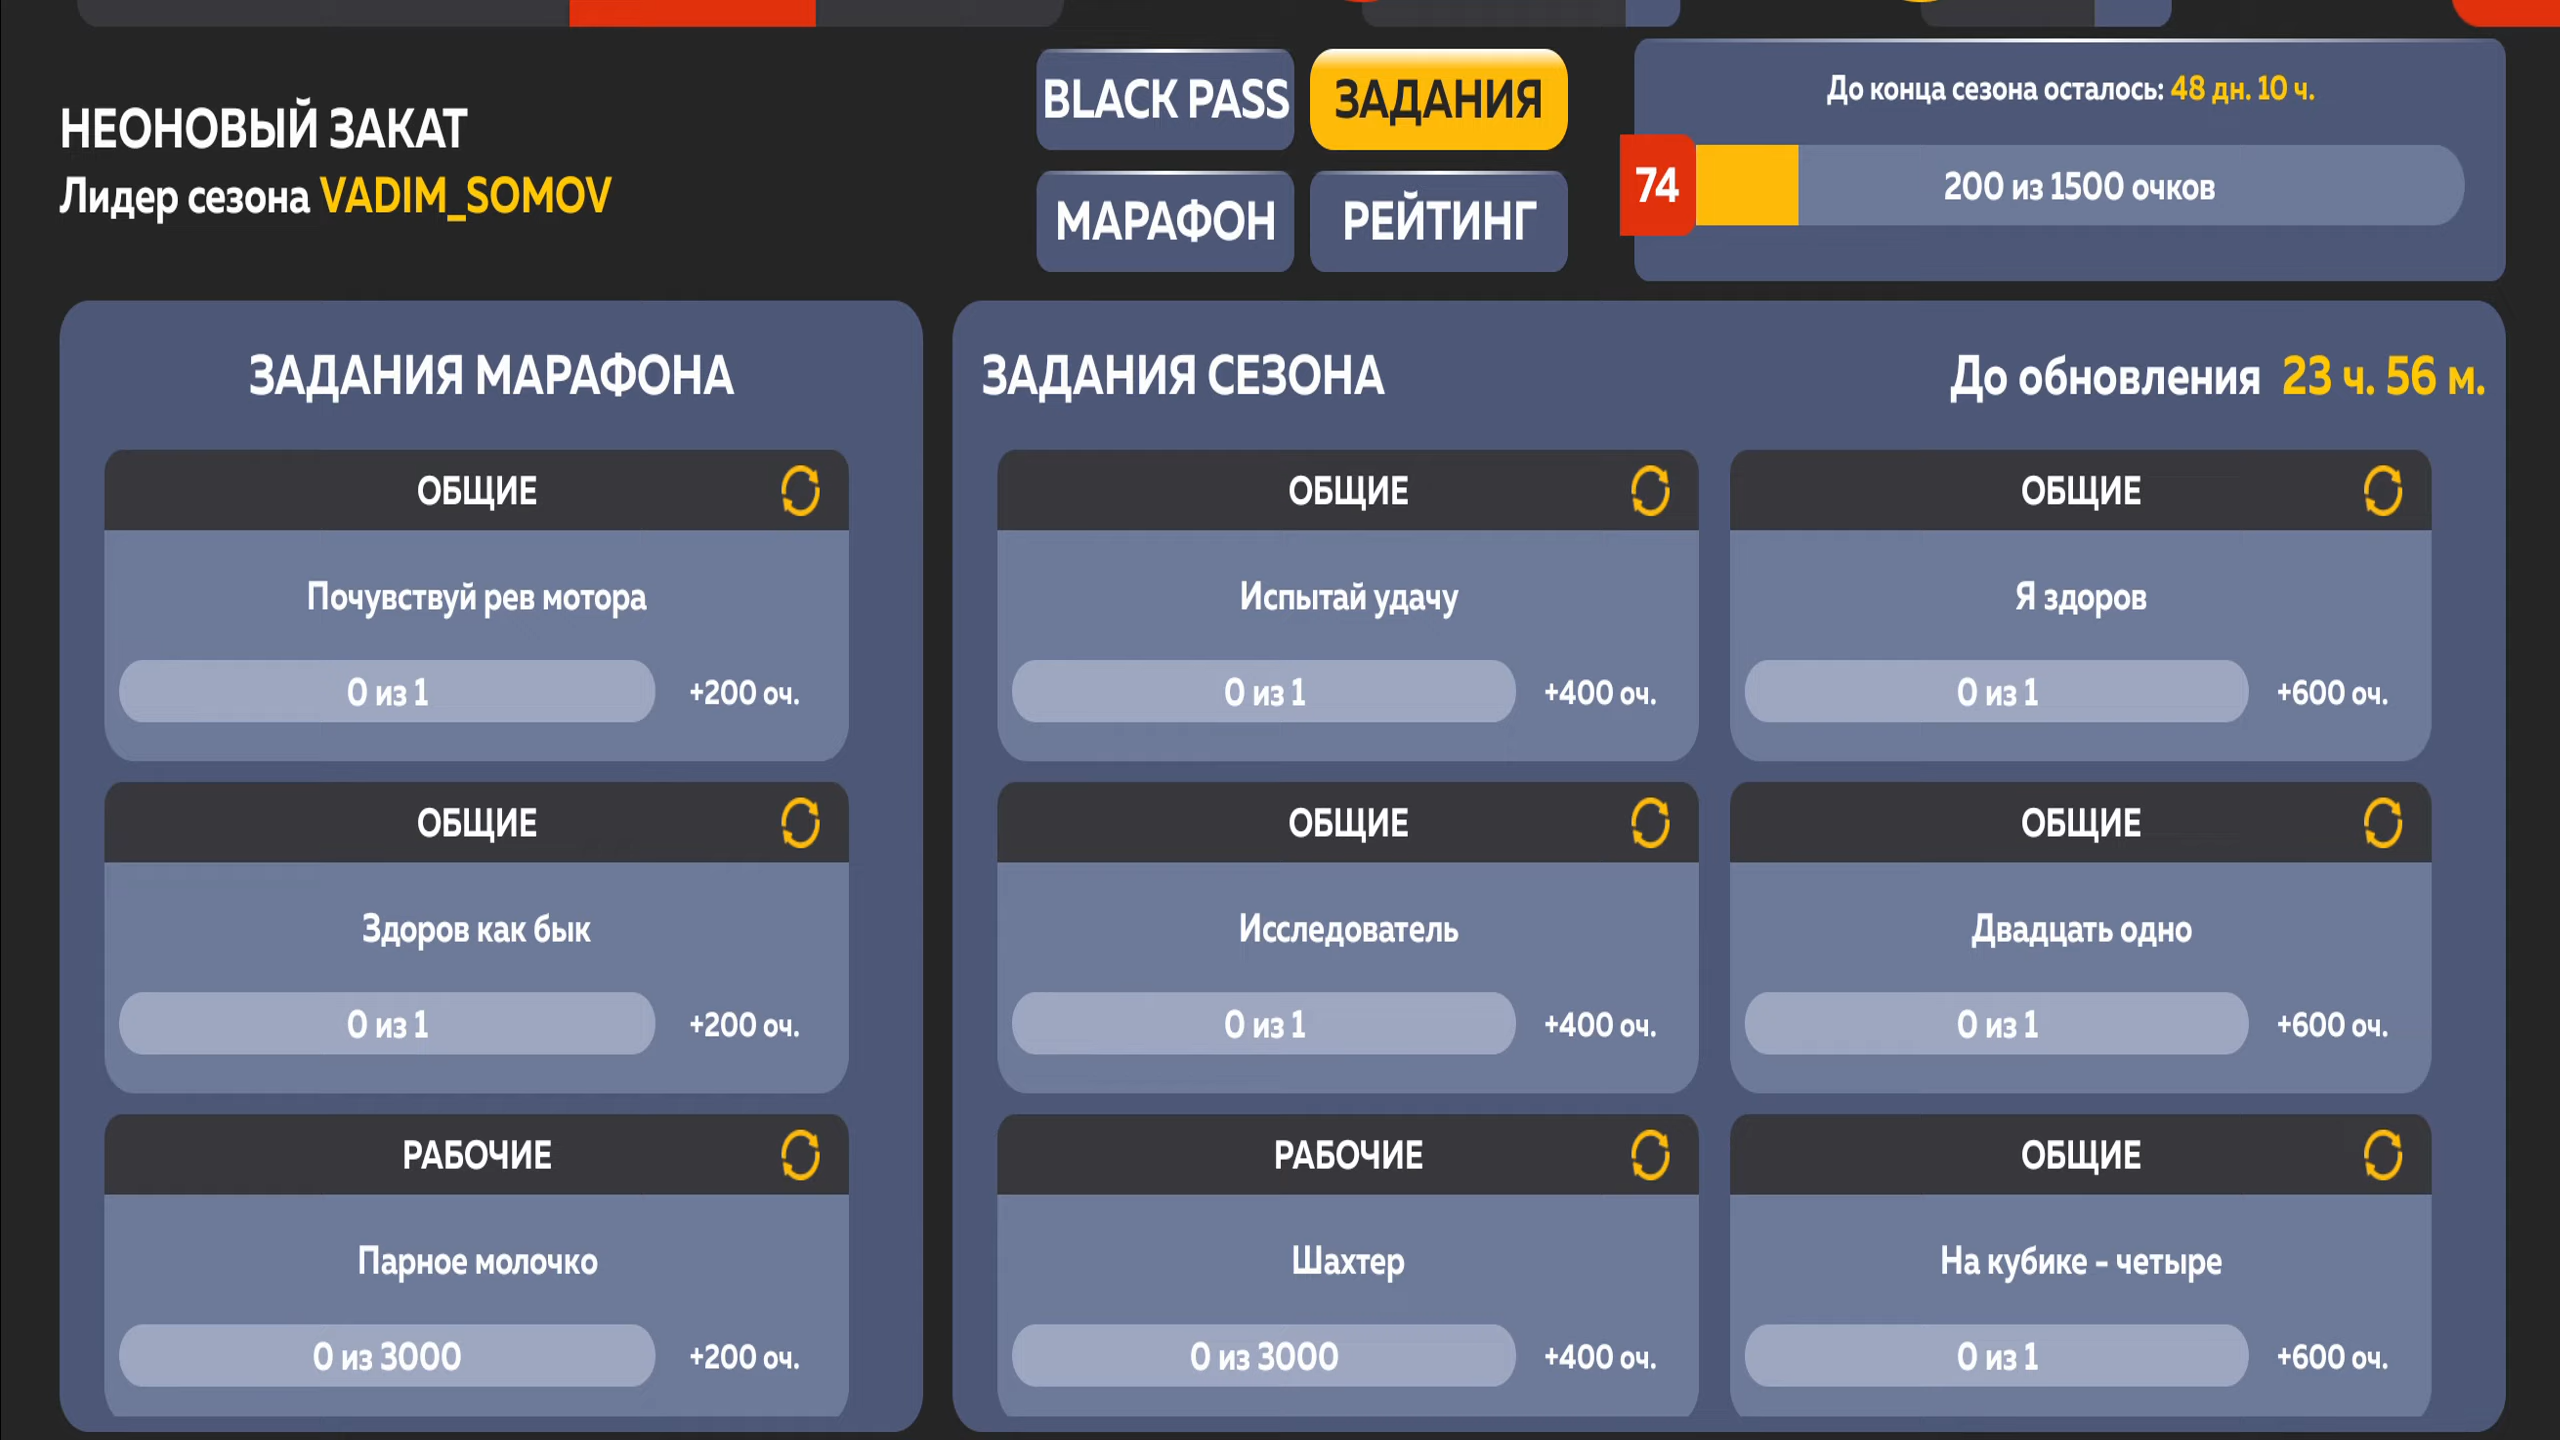 НЕОНОВЫЙ ЗАКАТ
Лидер сезона VADIM_SOMOV
BLACK PASS
ЗАДАНИЯ
МАРАФОН
РЕЙТИНГ
До конца сезона осталось: 48 дн. 10 ч.
74
200 из 1500 очков
ЗАДАНИЯ МАРАФОНА
ОБЩИЕ
Почувствуй рев мотора
0 из 1
+200 оч.
ОБЩИЕ
Здоров как бык
0 из 1
+200 оч.
РАБОЧИЕ
Парное молочко
0 из 3000
+200 оч.
ЗАДАНИЯ СЕЗОНА
До обновления 23 ч. 56 м.
ОБЩИЕ
Испытай удачу
0 из 1
+400 оч.
ОБЩИЕ
Я здоров
0 из 1
+600 оч.
ОБЩИЕ
Исследователь
0 из 1
+400 оч.
ОБЩИЕ
Двадцать одно
0 из 1
+600 оч.
РАБОЧИЕ
Шахтер
0 из 3000
+400 оч.
ОБЩИЕ
На кубике - четыре
0 из 1
+600 оч.